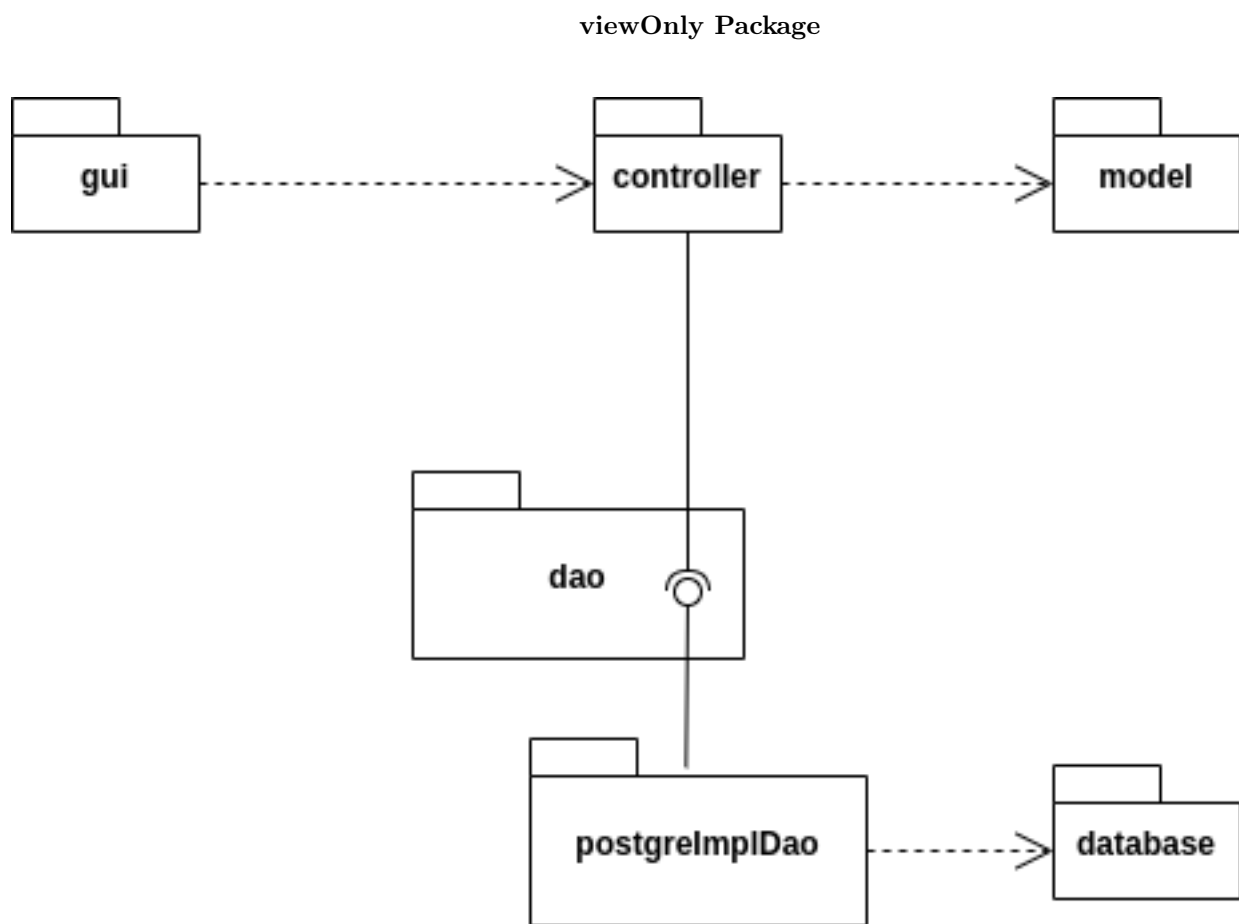 viewOnly Package
gui
controller
model
dao
postgreImplDao
database